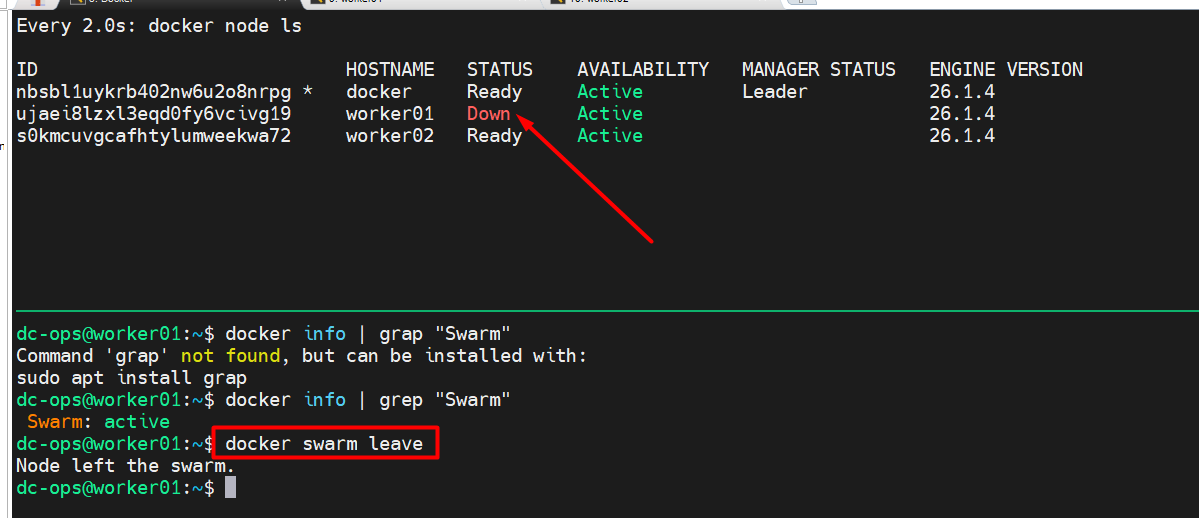 Every 2.0s: docker node ls
ID HOSTNAME STATUS AVAILABILITY MANAGER STATUS ENGINE VERSION
nbsbl1uykrb402nw6u2o8nrpg * docker Ready Active Leader 26.1.4
ujaei8lzxl3eqd0fy6vcivg19 worker01 Down Active 26.1.4
s0kmcuvgcafhtylumweekwa72 worker02 Ready Active 26.1.4
dc-ops@worker01:~$ docker info | grap "Swarm"
Command 'grap' not found, but can be installed with:
sudo apt install grap
dc-ops@worker01:~$ docker info | grep "Swarm"
Swarm: active
dc-ops@worker01:~$ docker swarm leave
Node left the swarm.
dc-ops@worker01:~$